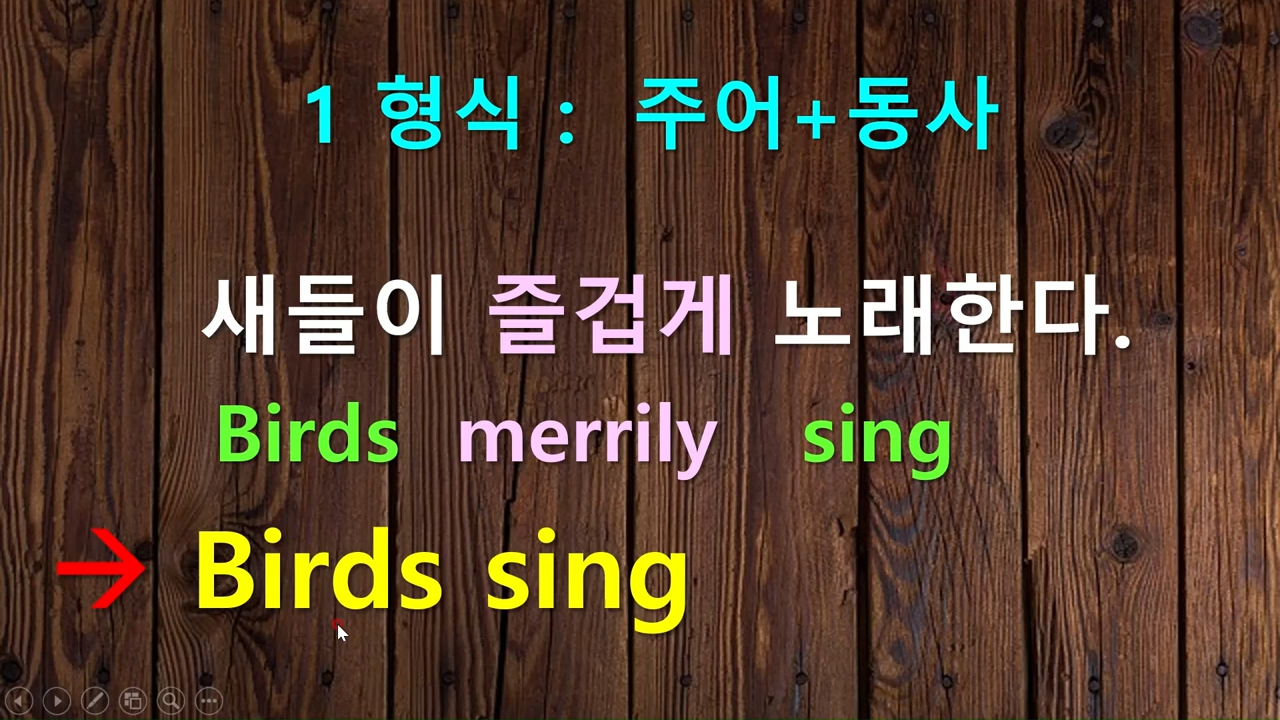 1 형식 : 주어+동사
새들이 즐겁게 노래한다.
Birds merrily sing
→ Birds sing